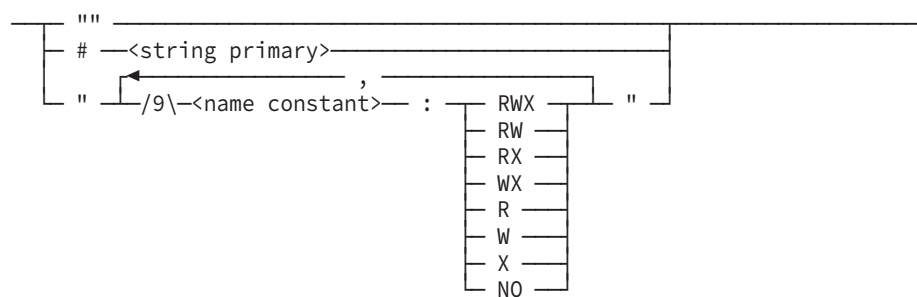 ""
# <string primary>
,
" /9\ <name constant> : RWX "
RW
RX
WX
R
W
X
NO